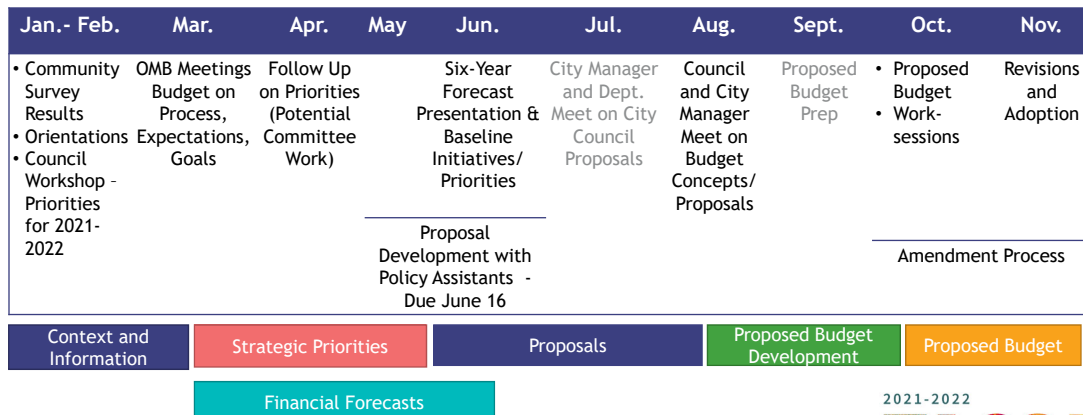 Jan.- Feb.
Mar.
Apr.
May
Jun.
Jul.
Aug.
Sept.
Oct.
Nov.
• Community
Survey
Results
• Orientations
• Council
Workshop –
Priorities
for 2021-
2022
OMB Meetings
Budget on
Process,
Expectations,
Goals
Follow Up
on Priorities
(Potential
Committee
Work)
Six-Year
Forecast
Presentation &
Baseline
Initiatives/
Priorities
City Manager
and Dept.
Meet on City
Council
Proposals
Council
and City
Manager
Meet on
Budget
Concepts/
Proposals
Proposed
Budget
Prep
• Proposed
Budget
• Work-
sessions
Revisions
and
Adoption
Proposal
Development with
Policy Assistants -
Due June 16
Amendment Process
Context and
Information
Strategic Priorities
Proposals
Proposed Budget
Development
Proposed Budget
Financial Forecasts
2021-2022